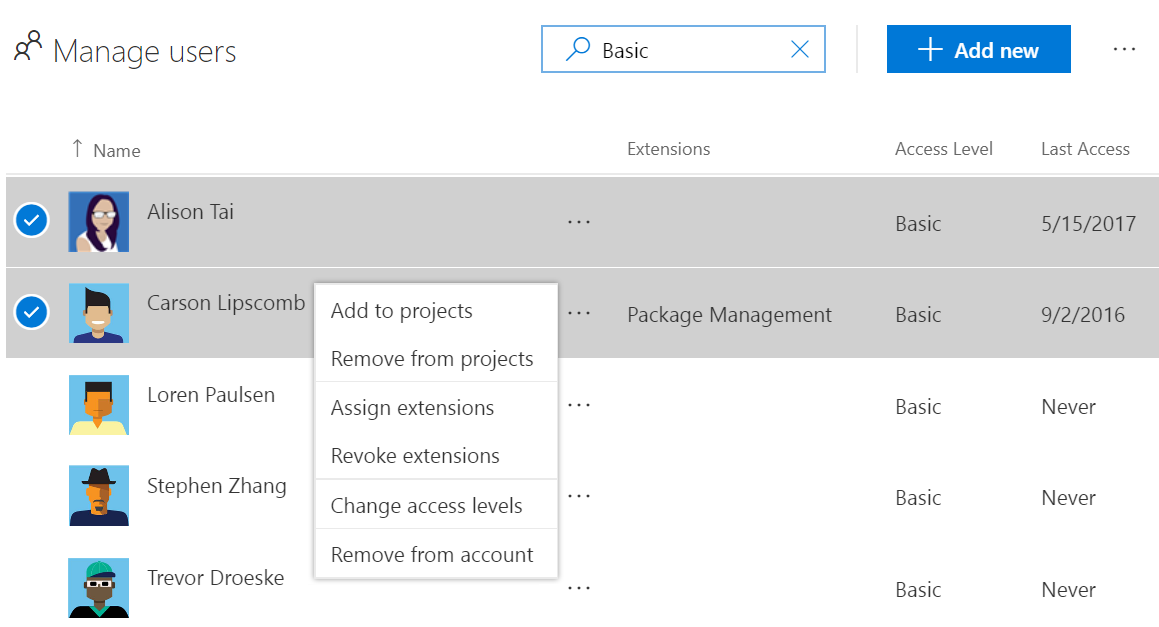 Manage users
Basic
Add new
...
Name Extensions Access Level Last Access
Alison Tai ... Basic 5/15/2017
Carson Lipscomb ... Package Management Basic 9/2/2016
Add to projects
Remove from projects
Loren Paulsen ... Basic Never
Assign extensions
Revoke extensions
Stephen Zhang ... Basic Never
Change access levels
Remove from account
Trevor Droeske ... Basic Never